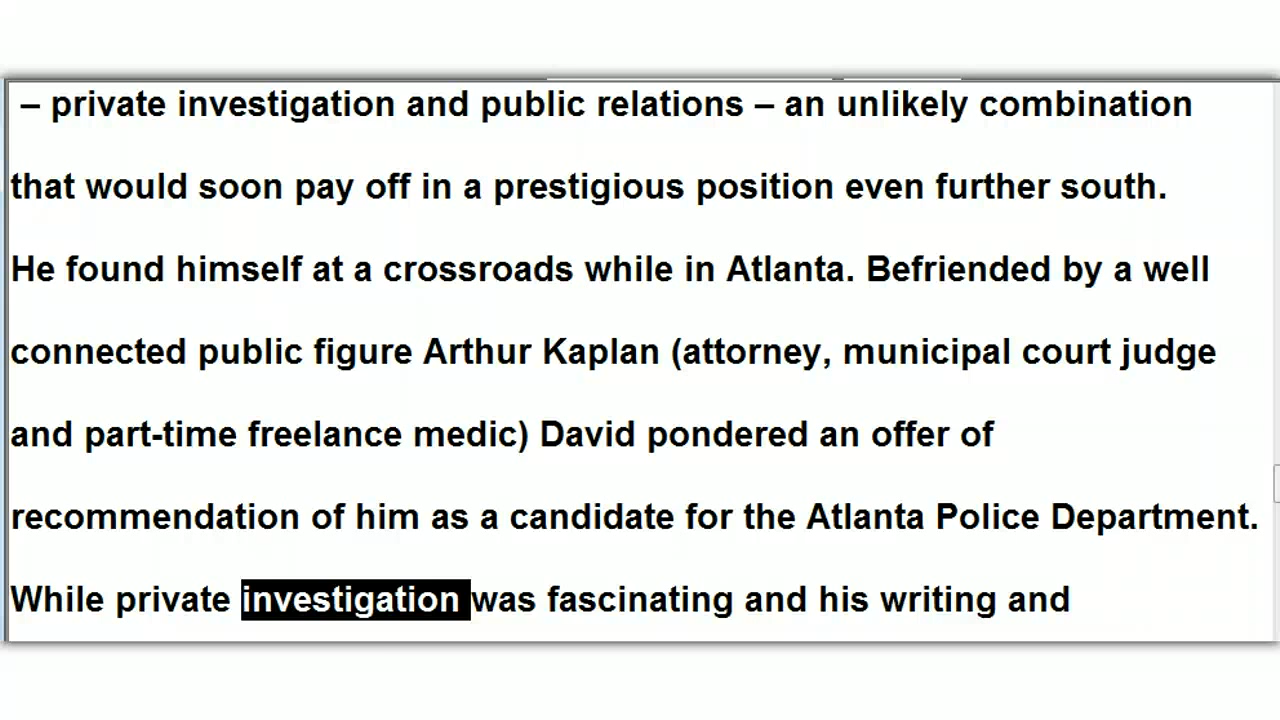 – private investigation and public relations – an unlikely combination
that would soon pay off in a prestigious position even further south.
He found himself at a crossroads while in Atlanta. Befriended by a well
connected public figure Arthur Kaplan (attorney, municipal court judge
and part-time freelance medic) David pondered an offer of
recommendation of him as a candidate for the Atlanta Police Department.
While private investigation was fascinating and his writing and